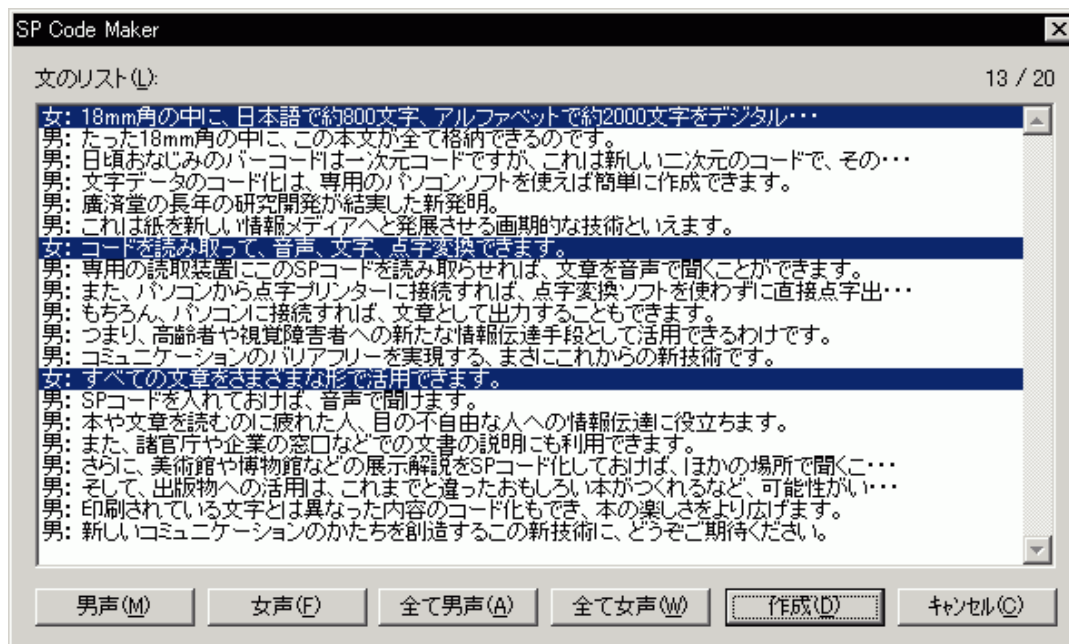 SP Code Maker
文のリスト(L):
13 / 20
女: 18mm角の中に、日本語で約800文字、アルファベットで約2000文字をデジタル・・・
男: たった18mm角の中に、この本文が全て格納できるのです。
男: 日頃おなじみのバーコードは一次元コードですが、これは新しい二次元のコードで、その・・・
男: 文字データのコード化は、専用のパソコンソフトを使えば簡単に作成できます。
男: 廣済堂の長年の研究開発が結実した新発明。
男: これは紙を新しい情報メディアへと発展させる画期的な技術といえます。
女: コードを読み取って、音声、文字、点字変換できます。
男: 専用の読取装置にこのSPコードを読み取らせれば、文章を音声で聞くことができます。
男: また、パソコンから点字プリンターに接続すれば、点字変換ソフトを使わずに直接点字出・・・
男: もちろん、パソコンに接続すれば、文章として出力することもできます。
男: つまり、高齢者や視覚障害者への新たな情報伝達手段として活用できるわけです。
男: コミュニケーションのバリアフリーを実現する、まさにこれからの新技術です。
女: すべての文章をさまざまな形で活用できます。
男: SPコードを入れておけば、音声で聞けます。
男: 本や文章を読むのに疲れた人、目の不自由な人への情報伝達に役立ちます。
男: また、諸官庁や企業の窓口などでの文書の説明にも利用できます。
男: さらに、美術館や博物館などの展示解説をSPコード化しておけば、ほかの場所で聞くこ・・・
男: そして、出版物への活用は、これまでと違ったおもしろい本がつくれるなど、可能性がい・・・
男: 印刷されている文字とは異なった内容のコード化もでき、本の楽しさをより広げます。
男: 新しいコミュニケーションのかたちを創造するこの新技術に、どうぞご期待ください。
男声(M)
女声(F)
全て男声(A)
全て女声(W)
作成(D)
キャンセル(C)